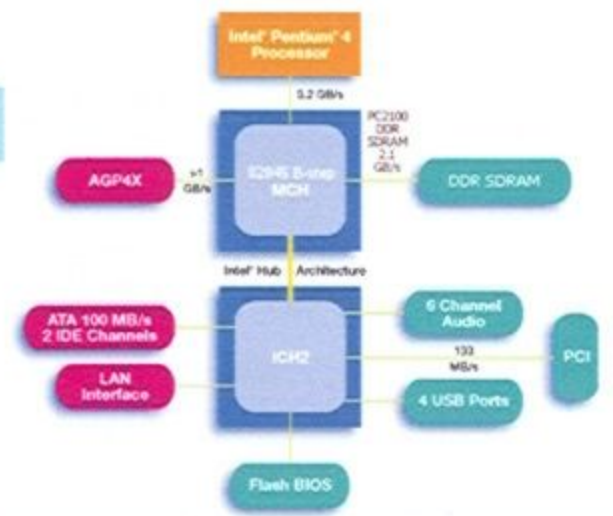 Intel® Pentium® 4
Processor
3.2 GB/s
PC2100
DDR
SDRAM
2.1
GB/s
AGP4X
>1
GB/s
82845 B-step
MCH
DDR SDRAM
Intel® Hub Architecture
ATA 100 MB/s
2 IDE Channels
6 Channel
Audio
ICH2
133
MB/s
PCI
LAN
Interface
4 USB Ports
Flash BIOS